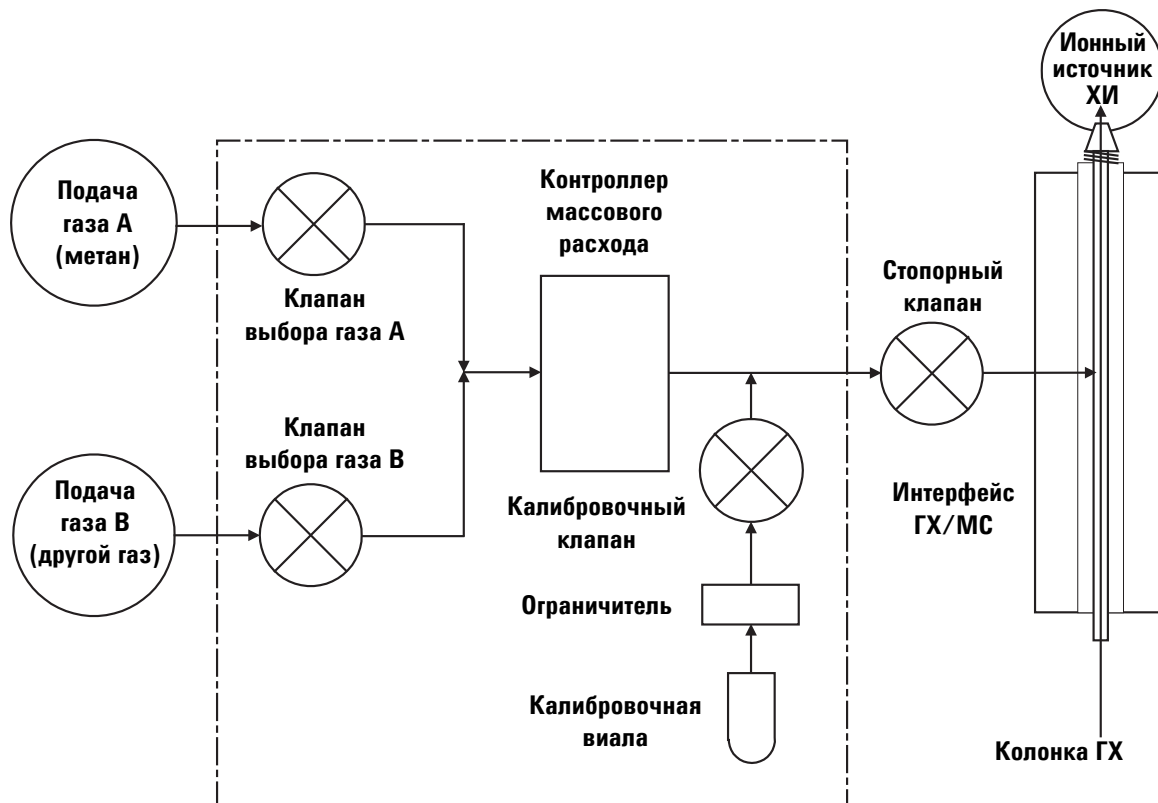 Ионный
источник
ХИ
Подача
газа А
(метан)
Контроллер
массового
расхода
Клапан
выбора газа А
Стопорный
клапан
Клапан
выбора газа В
Подача
газа В
(другой газ)
Калибровочный
клапан
Интерфейс
ГХ/МС
Ограничитель
Калибровочная
виала
Колонка ГХ